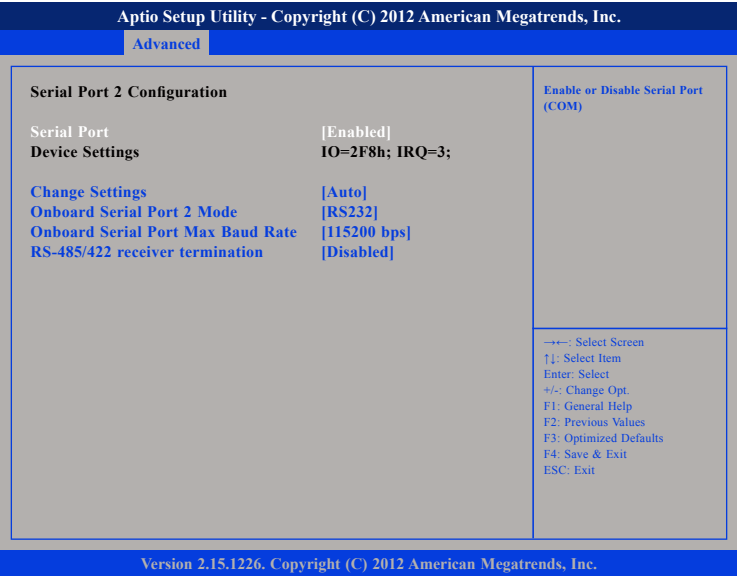 Aptio Setup Utility - Copyright (C) 2012 American Megatrends, Inc.
Advanced
Serial Port 2 Configuration
Serial Port [Enabled]
Device Settings IO=2F8h; IRQ=3;
Change Settings [Auto]
Onboard Serial Port 2 Mode [RS232]
Onboard Serial Port Max Baud Rate [115200 bps]
RS-485/422 receiver termination [Disabled]
Enable or Disable Serial Port
(COM)
→←: Select Screen
↑↓: Select Item
Enter: Select
+/-: Change Opt.
F1: General Help
F2: Previous Values
F3: Optimized Defaults
F4: Save & Exit
ESC: Exit
Version 2.15.1226. Copyright (C) 2012 American Megatrends, Inc.